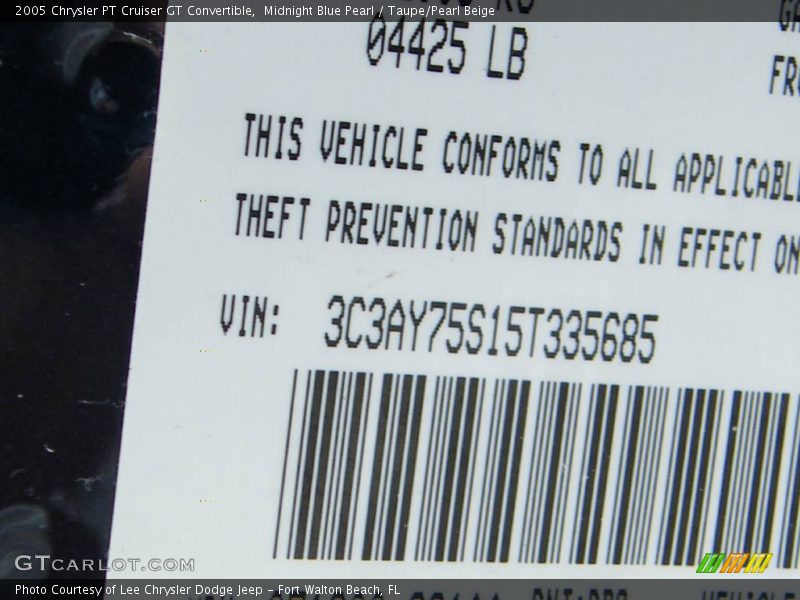 2005 Chrysler PT Cruiser GT Convertible, Midnight Blue Pearl / Taupe/Pearl Beige
04425 LB
THIS VEHICLE CONFORMS TO ALL
THEFT PREVENTION STANDARDS IN EFFECT ON
VIN: 3C3AY75S15T335685
GTCARLOT.COM
Photo Courtesy of Lee Chrysler Dodge Jeep - Fort Walton Beach, FL